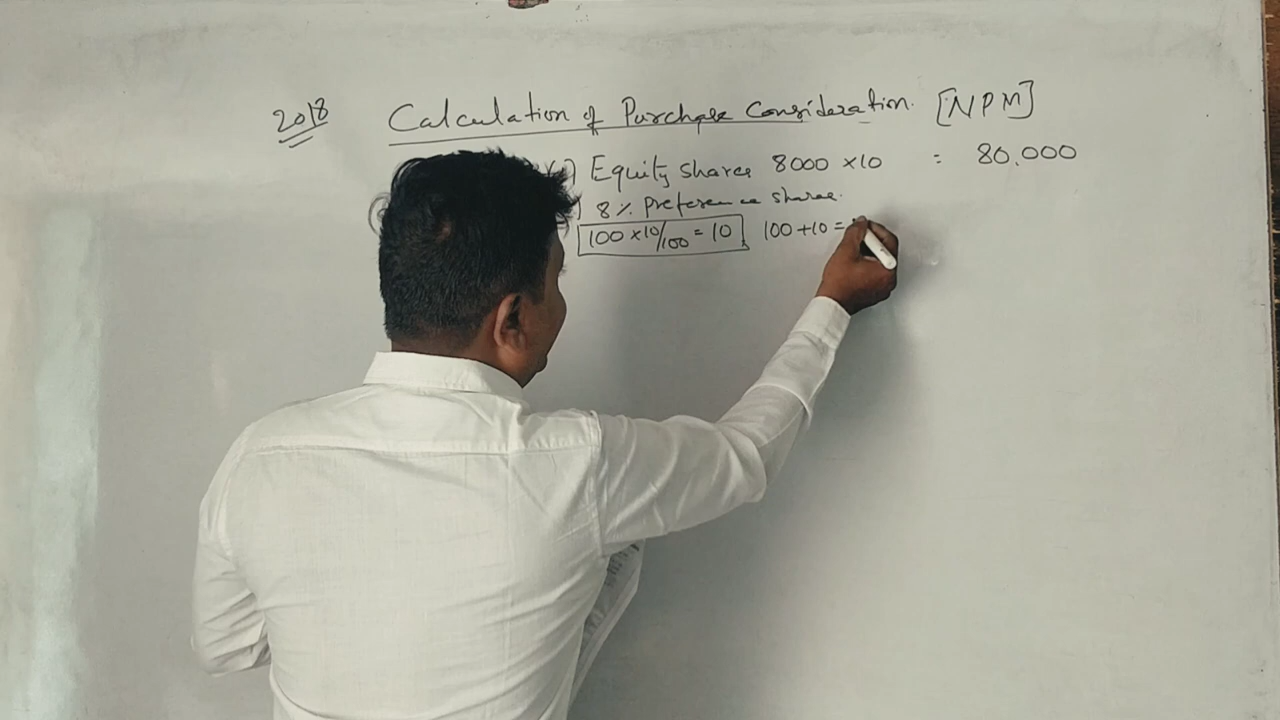 2018 Calculation of Purchase Consideration. [NPM]
) Equity shares 8000 ×10 = 80,000
) 8% preference shares.
100 ×10/100 = 10 100+10 =